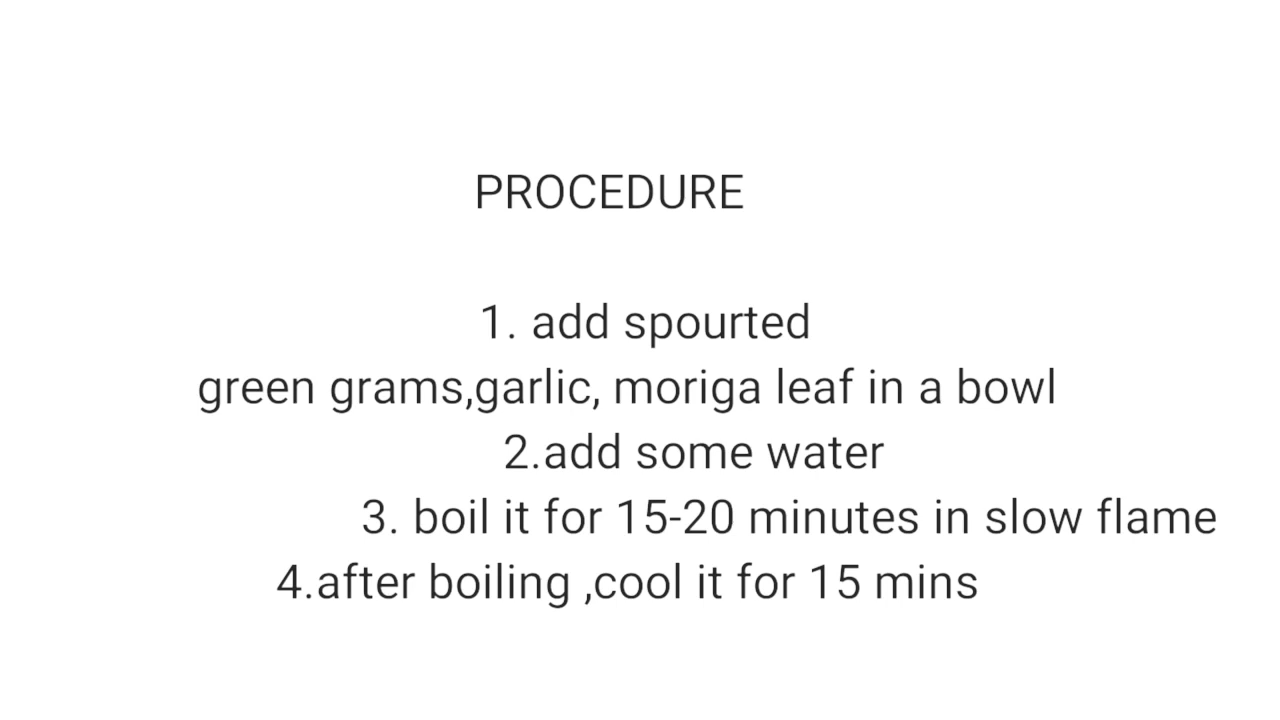 PROCEDURE
1. add spourted
green grams,garlic, moriga leaf in a bowl
2.add some water
3. boil it for 15-20 minutes in slow flame
4.after boiling ,cool it for 15 mins